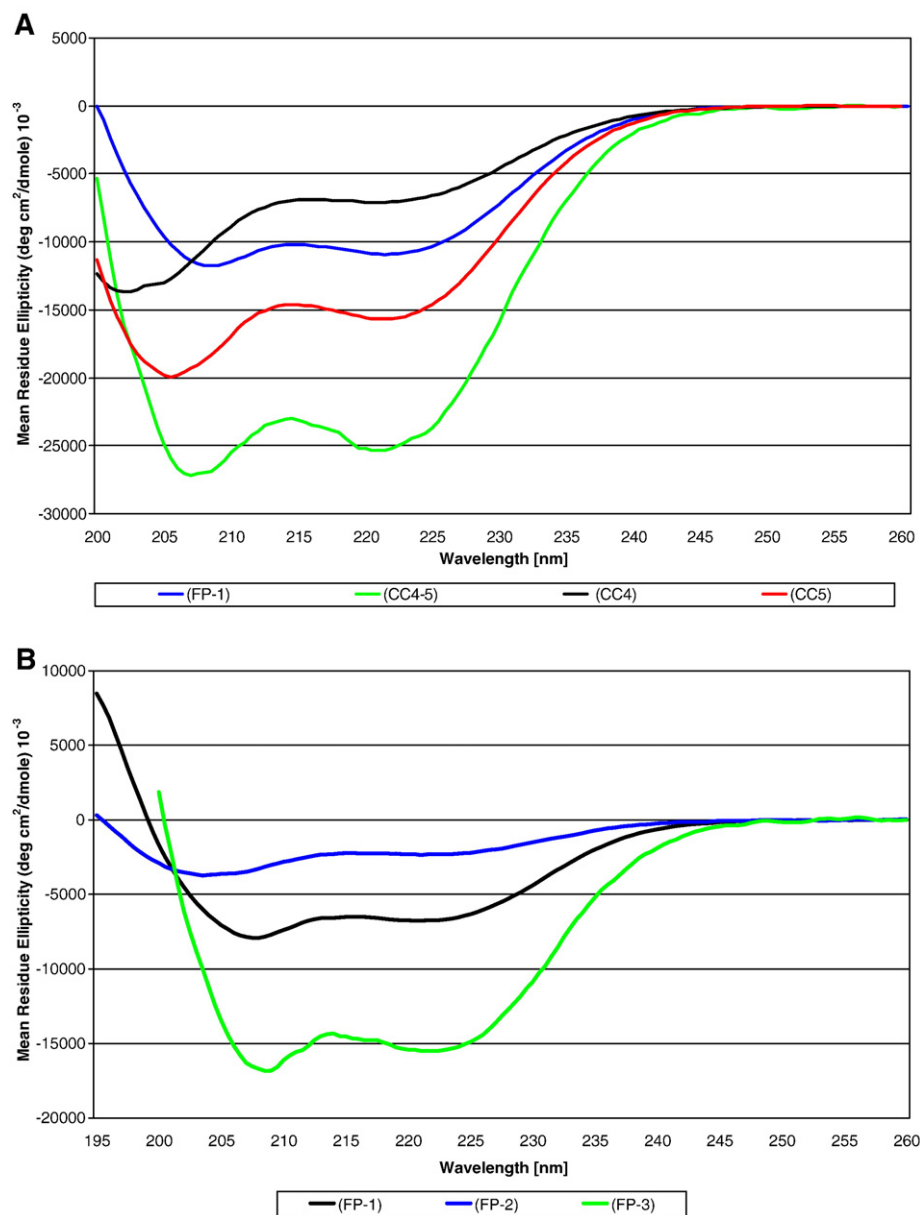 A
Mean Residue Ellipticity (deg cm²/dmole) 10⁻³
5000
0
-5000
-10000
-15000
-20000
-25000
-30000
200 205 210 215 220 225 230 235 240 245 250 255 260
Wavelength [nm]
(FP-1) (CC4-5) (CC4) (CC5)
B
Mean Residue Ellipticity (deg cm²/dmole) 10⁻³
10000
5000
0
-5000
-10000
-15000
-20000
195 200 205 210 215 220 225 230 235 240 245 250 255 260
Wavelength [nm]
(FP-1) (FP-2) (FP-3)